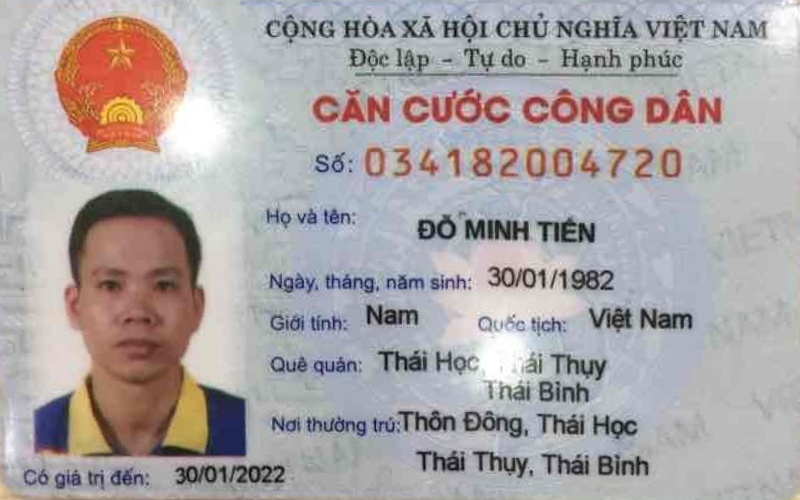 CỘNG HÒA XÃ HỘI CHỦ NGHĨA VIỆT NAM
Độc lập - Tự do - Hạnh phúc
CĂN CƯỚC CÔNG DÂN
Số: 034182004720
Họ và tên: ĐỖ MINH TIẾN
Ngày, tháng, năm sinh: 30/01/1982
Giới tính: Nam Quốc tịch: Việt Nam
Quê quán: Thái Học, Thái Thụy
Thái Bình
Nơi thường trú: Thôn Đông, Thái Học
Thái Thụy, Thái Bình
Có giá trị đến: 30/01/2022